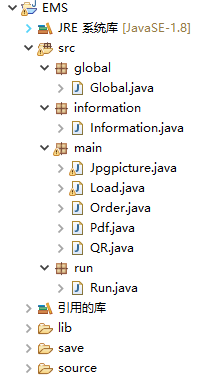 EMS
JRE 系统库 [JavaSE-1.8]
src
global
Global.java
information
Information.java
main
Jpgpicture.java
Load.java
Order.java
Pdf.java
QR.java
run
Run.java
引用的库
lib
save
source